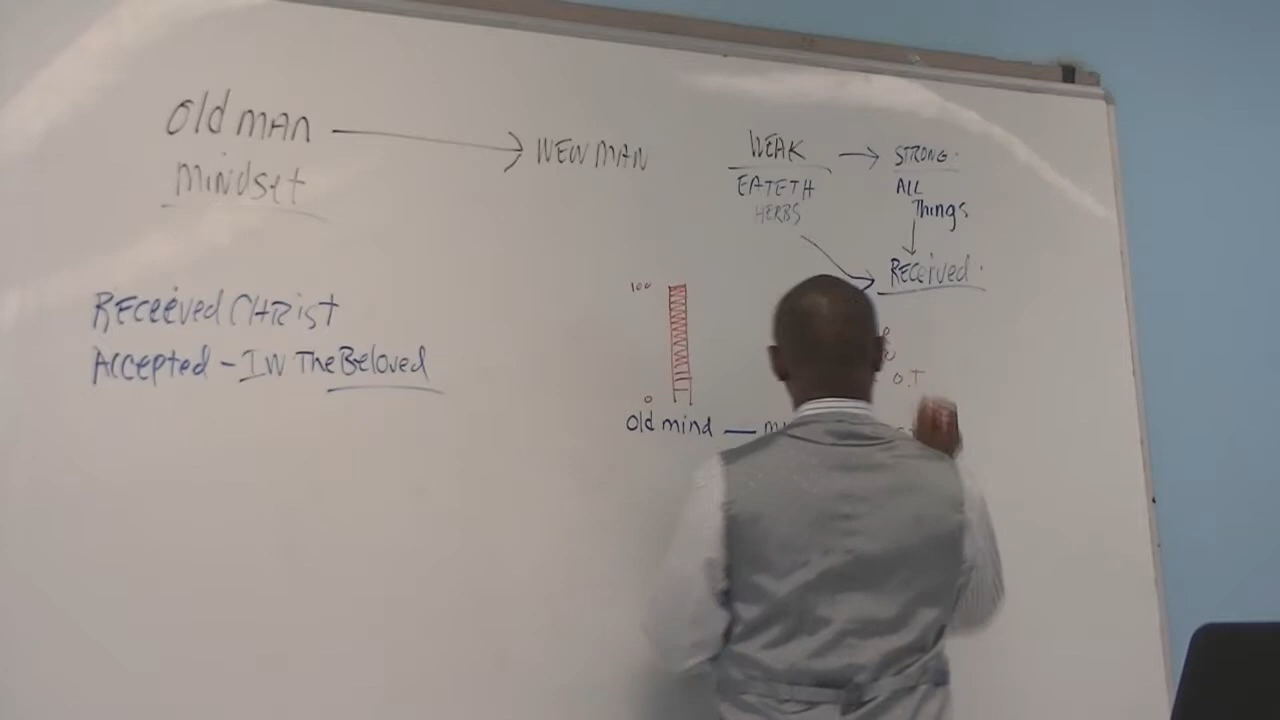 Old MAN
mindset
NEW MAN
WEAK
EATETH
HERBS
STRONG.
ALL
Things
RECeived.
RECeeved CHRist
Accepted - IN The Beloved
100
0
O.T
old mind